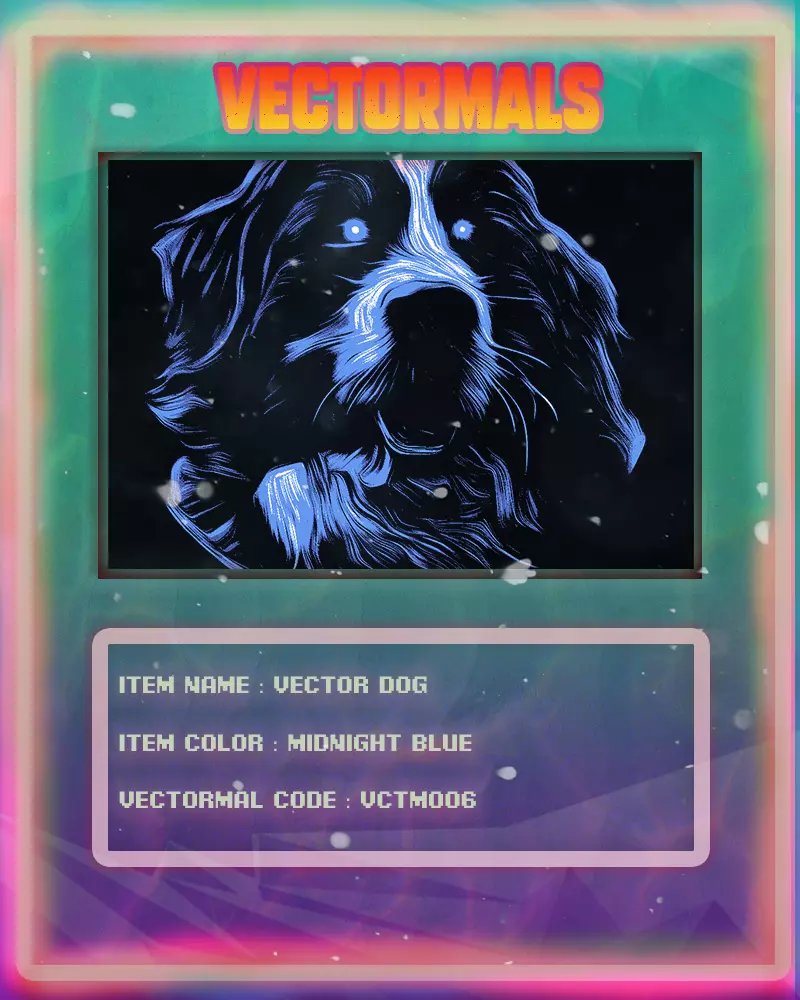 VECTORMALS
ITEM NAME : VECTOR DOG
ITEM COLOR : MIDNIGHT BLUE
VECTORMAL CODE : VCTM006